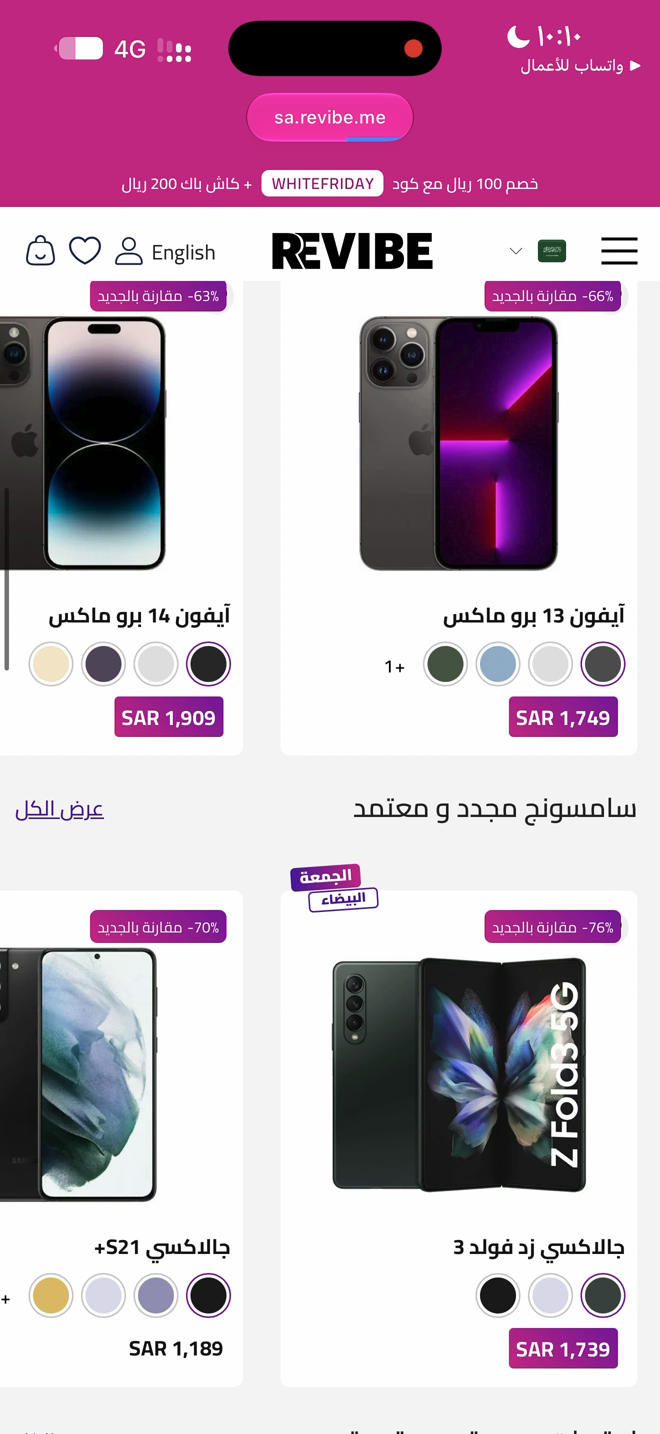 ١٠:١٠
4G
◀ واتساب للأعمال
sa.revibe.me
خصم 100 ريال مع كود WHITEFRIDAY + كاش باك 200 ريال
REVIBE
English
-66% مقارنة بالجديد
-63% مقارنة بالجديد
آيفون 13 برو ماكس
آيفون 14 برو ماكس
+1
SAR 1,749
SAR 1,909
سامسونج مجدد و معتمد
عرض الكل
الجمعة
البيضاء
-76% مقارنة بالجديد
-70% مقارنة بالجديد
Z Fold3 5G
جالاكسي زد فولد 3
جالاكسي S21+
+
SAR 1,739
SAR 1,189